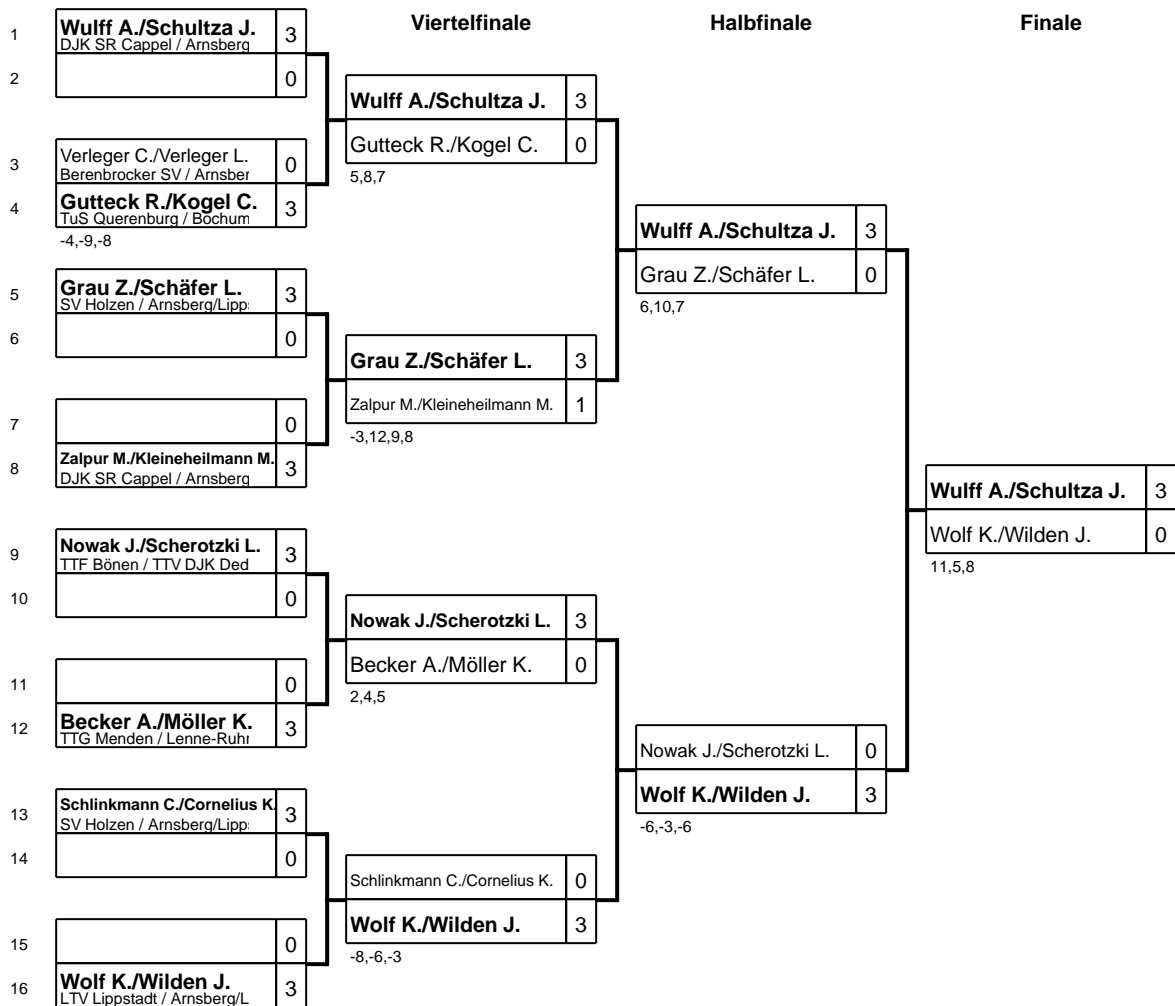 Viertelfinale
Halbfinale
Finale
1
Wulff A./Schultza J. 3
DJK SR Cappel / Arnsberg
2
0
3
Verleger C./Verleger L. 0
Berenbrocker SV / Arnsber
4
Gutteck R./Kogel C. 3
TuS Querenburg / Bochum
-4,-9,-8
5
Grau Z./Schäfer L. 3
SV Holzen / Arnsberg/Lipp
6
0
7
0
8
Zalpur M./Kleineheilmann M. 3
DJK SR Cappel / Arnsberg
9
Nowak J./Scherotzki L. 3
TTF Bönen / TTV DJK Ded
10
0
11
0
12
Becker A./Möller K. 3
TTG Menden / Lenne-Ruhr
13
Schlinkmann C./Cornelius K. 3
SV Holzen / Arnsberg/Lipp
14
0
15
0
16
Wolf K./Wilden J. 3
LTV Lippstadt / Arnsberg/L
Wulff A./Schultza J. 3
Gutteck R./Kogel C. 0
5,8,7
Grau Z./Schäfer L. 3
Zalpur M./Kleineheilmann M. 1
-3,12,9,8
Nowak J./Scherotzki L. 3
Becker A./Möller K. 0
2,4,5
Schlinkmann C./Cornelius K. 0
Wolf K./Wilden J. 3
-8,-6,-3
Wulff A./Schultza J. 3
Grau Z./Schäfer L. 0
6,10,7
Nowak J./Scherotzki L. 0
Wolf K./Wilden J. 3
-6,-3,-6
Wulff A./Schultza J. 3
Wolf K./Wilden J. 0
11,5,8